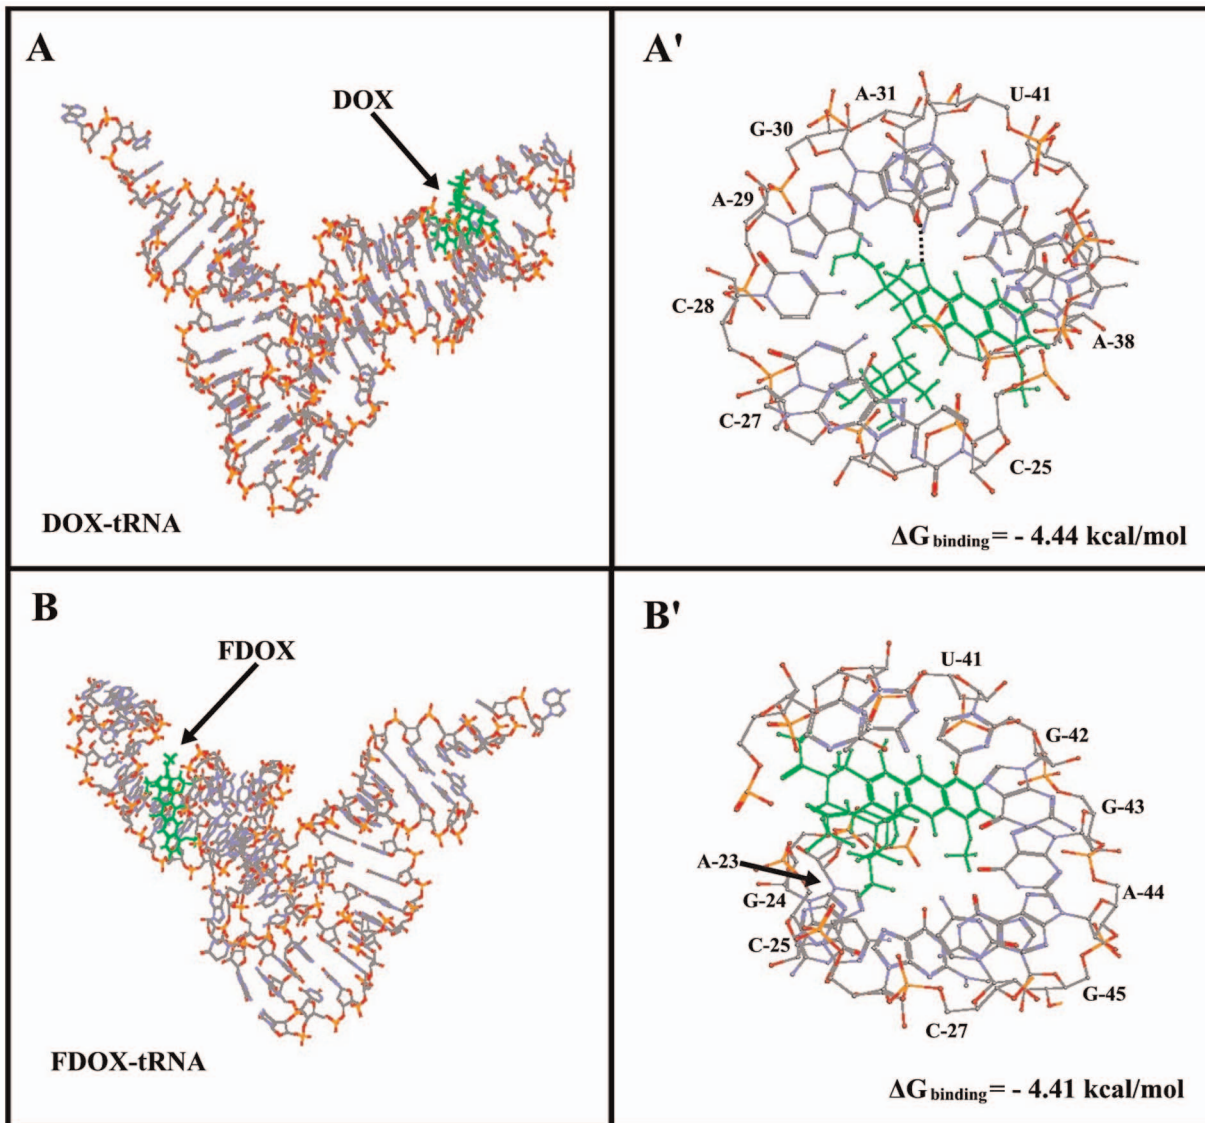 A
DOX
DOX-tRNA
A'
A-31
U-41
G-30
A-29
C-28
A-38
C-27
C-25
ΔG binding = - 4.44 kcal/mol
B
FDOX
FDOX-tRNA
B'
U-41
G-42
G-43
A-23
G-24
A-44
C-25
G-45
C-27
ΔG binding = - 4.41 kcal/mol